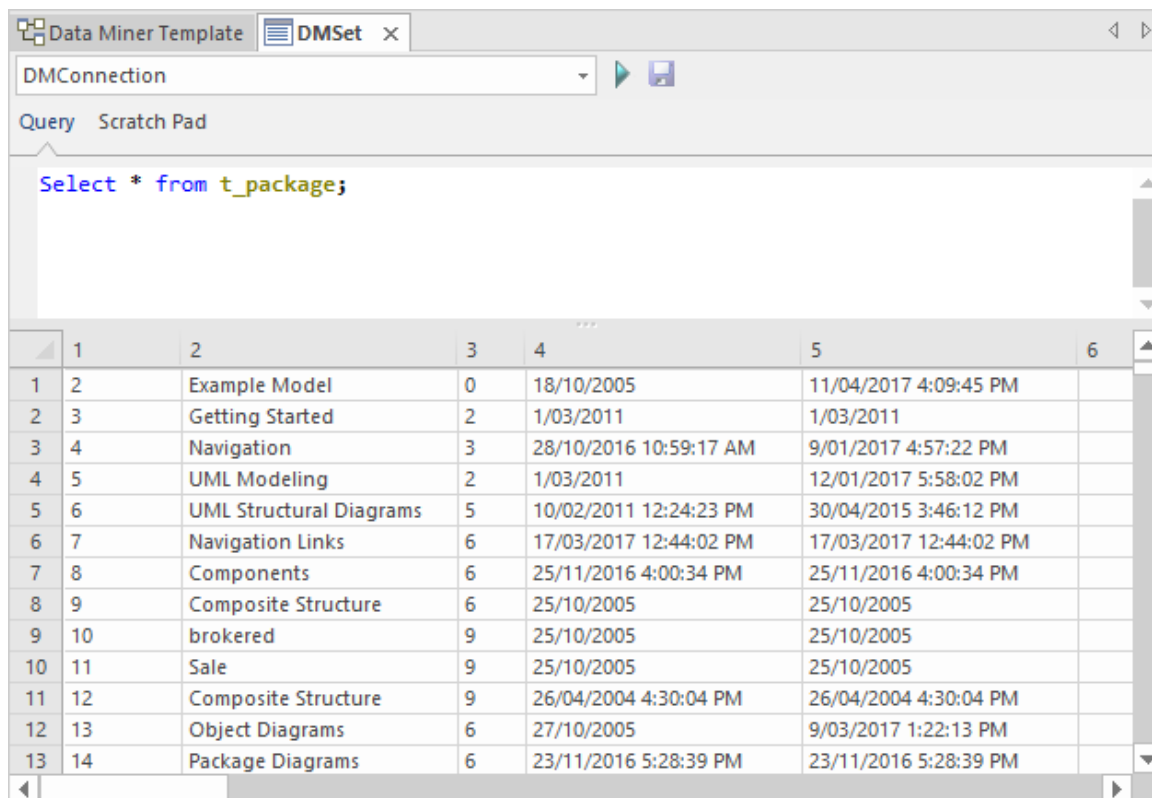 Data Miner Template DMSet
DMConnection
Query Scratch Pad
Select * from t_package;
1 2 3 4 5 6
1 2 Example Model 0 18/10/2005 11/04/2017 4:09:45 PM
2 3 Getting Started 2 1/03/2011 1/03/2011
3 4 Navigation 3 28/10/2016 10:59:17 AM 9/01/2017 4:57:22 PM
4 5 UML Modeling 2 1/03/2011 12/01/2017 5:58:02 PM
5 6 UML Structural Diagrams 5 10/02/2011 12:24:23 PM 30/04/2015 3:46:12 PM
6 7 Navigation Links 6 17/03/2017 12:44:02 PM 17/03/2017 12:44:02 PM
7 8 Components 6 25/11/2016 4:00:34 PM 25/11/2016 4:00:34 PM
8 9 Composite Structure 6 25/10/2005 25/10/2005
9 10 brokered 9 25/10/2005 25/10/2005
10 11 Sale 9 25/10/2005 25/10/2005
11 12 Composite Structure 9 26/04/2004 4:30:04 PM 26/04/2004 4:30:04 PM
12 13 Object Diagrams 6 27/10/2005 9/03/2017 1:22:13 PM
13 14 Package Diagrams 6 23/11/2016 5:28:39 PM 23/11/2016 5:28:39 PM